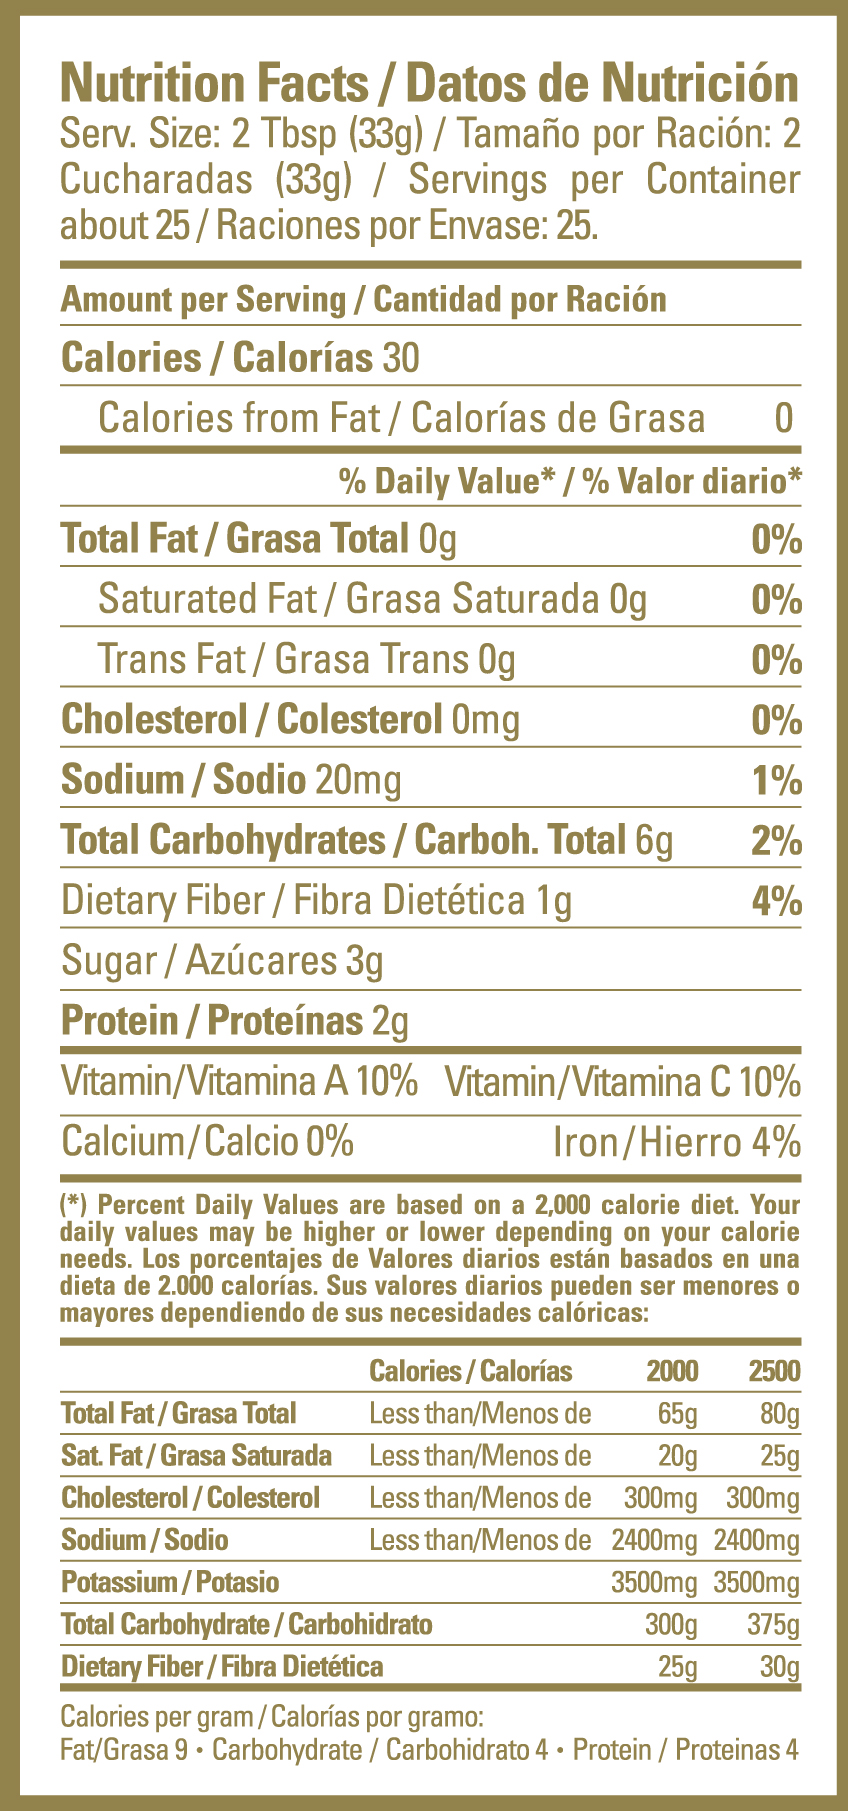 Nutrition Facts / Datos de Nutrición
Serv. Size: 2 Tbsp (33g) / Tamaño por Ración: 2
Cucharadas (33g) / Servings per Container
about 25 / Raciones por Envase: 25.
Amount per Serving / Cantidad por Ración
Calories / Calorías 30
Calories from Fat / Calorías de Grasa 0
% Daily Value* / % Valor diario*
Total Fat / Grasa Total 0g 0%
Saturated Fat / Grasa Saturada 0g 0%
Trans Fat / Grasa Trans 0g 0%
Cholesterol / Colesterol 0mg 0%
Sodium / Sodio 20mg 1%
Total Carbohydrates / Carboh. Total 6g 2%
Dietary Fiber / Fibra Dietética 1g 4%
Sugar / Azúcares 3g
Protein / Proteínas 2g
Vitamin/Vitamina A 10% Vitamin/Vitamina C 10%
Calcium/Calcio 0% Iron/Hierro 4%
(*) Percent Daily Values are based on a 2,000 calorie diet. Your
daily values may be higher or lower depending on your calorie
needs. Los porcentajes de Valores diarios están basados en una
dieta de 2.000 calorías. Sus valores diarios pueden ser menores o
mayores dependiendo de sus necesidades calóricas:
Calories / Calorías 2000 2500
Total Fat / Grasa Total Less than/Menos de 65g 80g
Sat. Fat / Grasa Saturada Less than/Menos de 20g 25g
Cholesterol / Colesterol Less than/Menos de 300mg 300mg
Sodium / Sodio Less than/Menos de 2400mg 2400mg
Potassium / Potasio 3500mg 3500mg
Total Carbohydrate / Carbohidrato 300g 375g
Dietary Fiber / Fibra Dietética 25g 30g
Calories per gram / Calorías por gramo:
Fat/Grasa 9 • Carbohydrate / Carbohidrato 4 • Protein / Proteinas 4